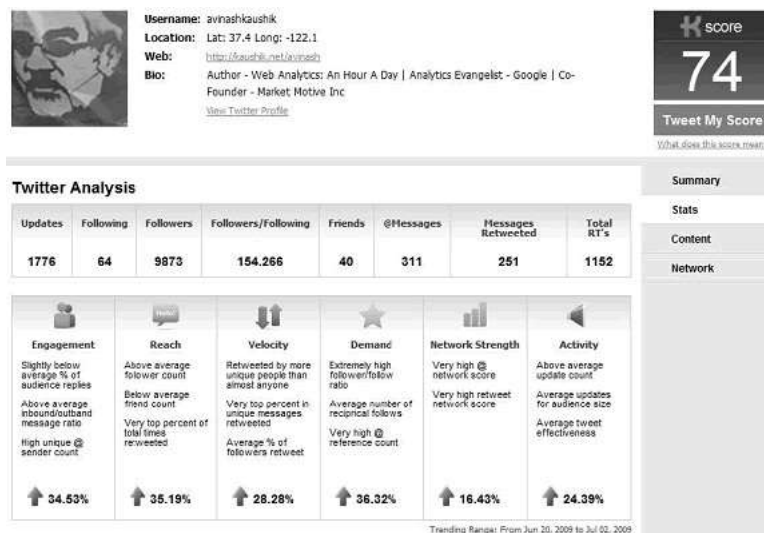 Username: avinashkaushik
Location: Lat: 37.4 Long: -122.1
Web: http://kaushik.net/avinash
Bio: Author - Web Analytics: An Hour A Day | Analytics Evangelist - Google | Co-
Founder - Market Motive Inc
View Twitter Profile
K score
74
Tweet My Score
What does this score mean
Twitter Analysis
Summary
Stats
Content
Network
Updates Following Followers Followers/Following Friends @Messages Messages Retweeted Total RT's
1776 64 9873 154.266 40 311 251 1152
Engagement
Slightly below
average % of
audience replies
Above average
inbound/outband
message ratio
High unique @
sender count
34.53%
Hello!
Reach
Above average
follower count
Below average
friend count
Very top percent of
total times
rerweeted
35.19%
Velocity
Retweeted by more
unique people than
almost anyone
Very top percent in
unique messages
retweeted
Average % of
followers retweet
28.28%
Demand
Extremely high
follower/follow
ratio
Average number of
reciprical follows
Very high @
reference count
36.32%
Network Strength
Very high @
network score
Very high retweet
network score
16.43%
Activity
Above average
update count
Average updates
for audience size
Average tweet
effectiveness
24.39%
Trending Range: From Jun 20, 2009 to Jul 02, 2009